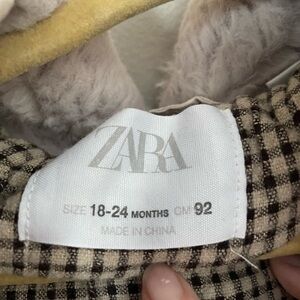 ZARA
SIZE 18-24 MONTHS CM 92
MADE IN CHINA